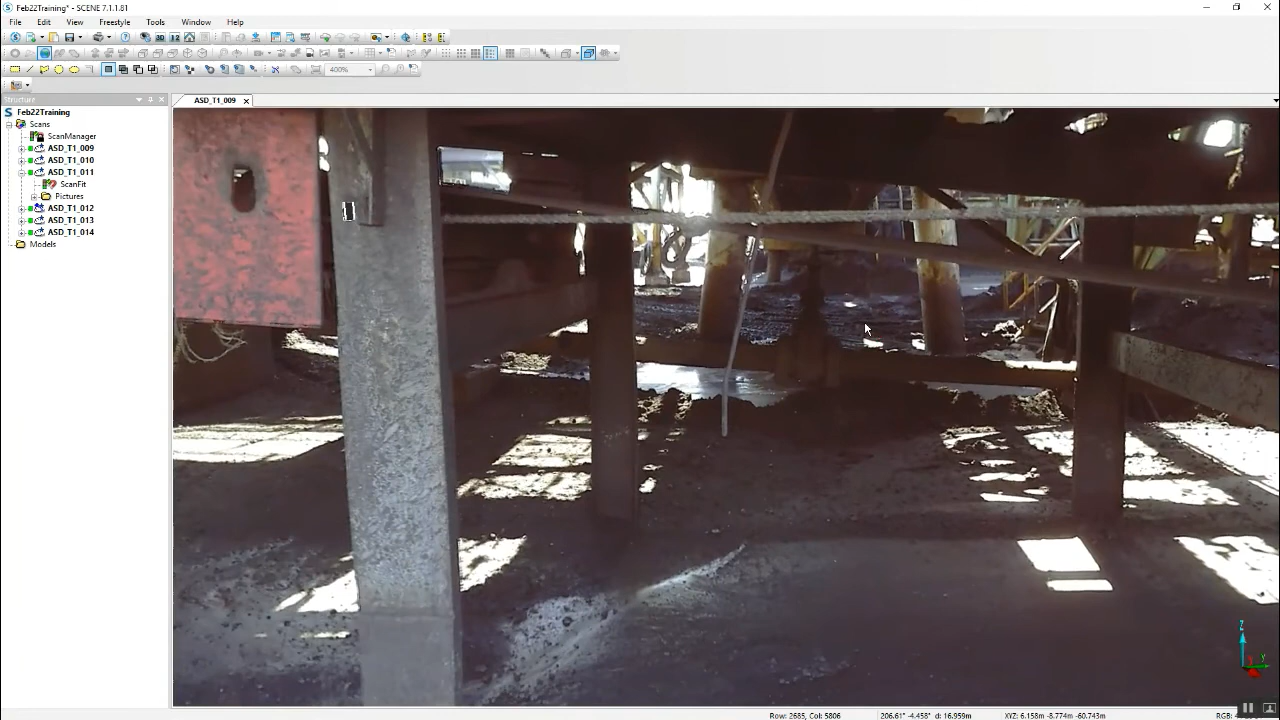 Feb22Training* - SCENE 7.1.1.81
File Edit View Freestyle Tools Window Help
400%
Structure
ASD_T1_009
Feb22Training
Scans
ScanManager
ASD_T1_009
ASD_T1_010
ASD_T1_011
ScanFit
Pictures
ASD_T1_012
ASD_T1_013
ASD_T1_014
Models
Z
Y
Row: 2685, Col: 5806 206.61° -4.458° d: 16.959m XYZ: 6.158m -8.774m -60.743m RGB: